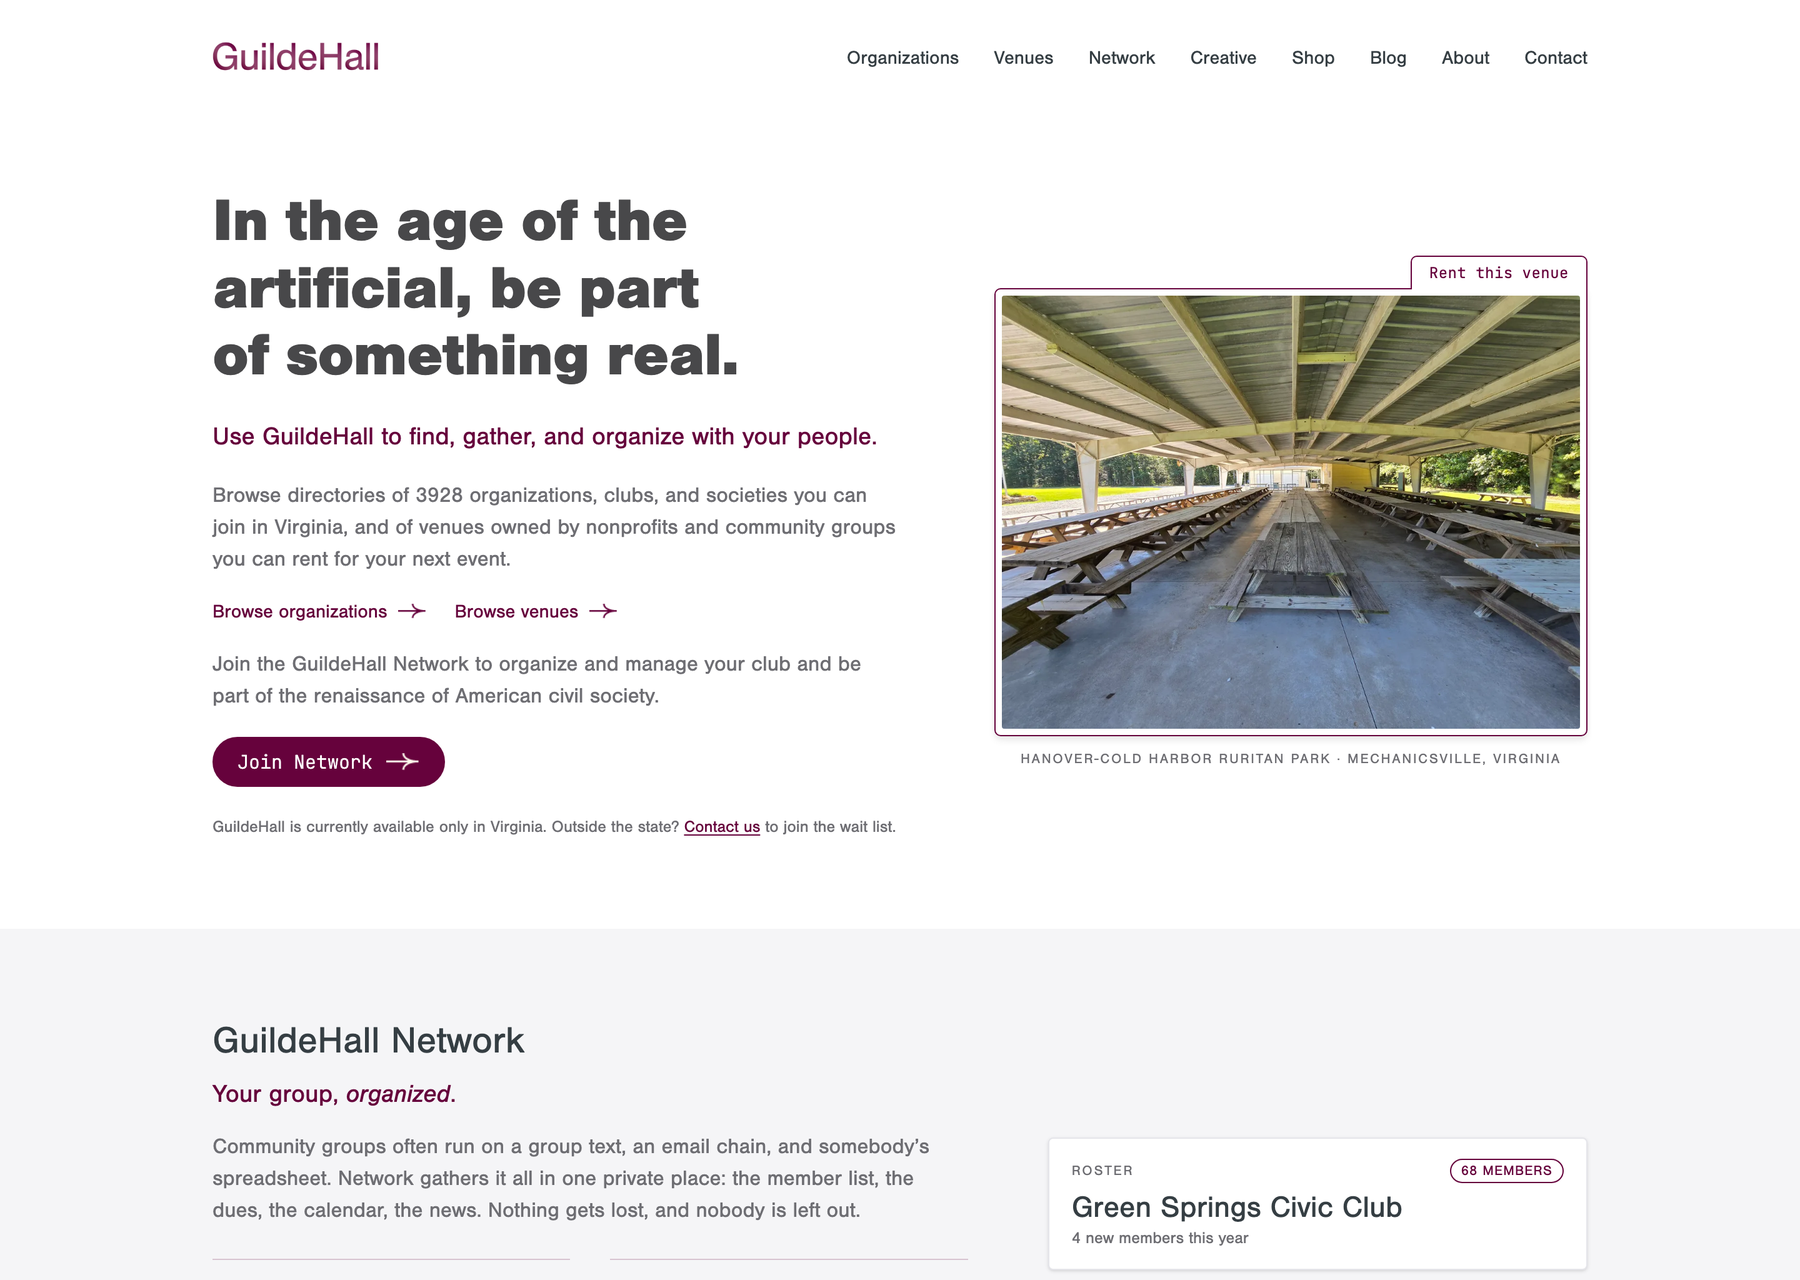 GuildeHall
Organizations Venues Network Creative Shop Blog About Contact
In the age of the
artificial, be part
of something real.
Use GuildeHall to find, gather, and organize with your people.
Browse directories of 3928 organizations, clubs, and societies you can
join in Virginia, and of venues owned by nonprofits and community groups
you can rent for your next event.
Browse organizations
Browse venues
Join the GuildeHall Network to organize and manage your club and be
part of the renaissance of American civil society.
Join Network
GuildeHall is currently available only in Virginia. Outside the state? Contact us to join the wait list.
Rent this venue
HANOVER-COLD HARBOR RURITAN PARK · MECHANICSVILLE, VIRGINIA
GuildeHall Network
Your group, organized.
Community groups often run on a group text, an email chain, and somebody’s
spreadsheet. Network gathers it all in one private place: the member list, the
dues, the calendar, the news. Nothing gets lost, and nobody is left out.
ROSTER
68 MEMBERS
Green Springs Civic Club
4 new members this year